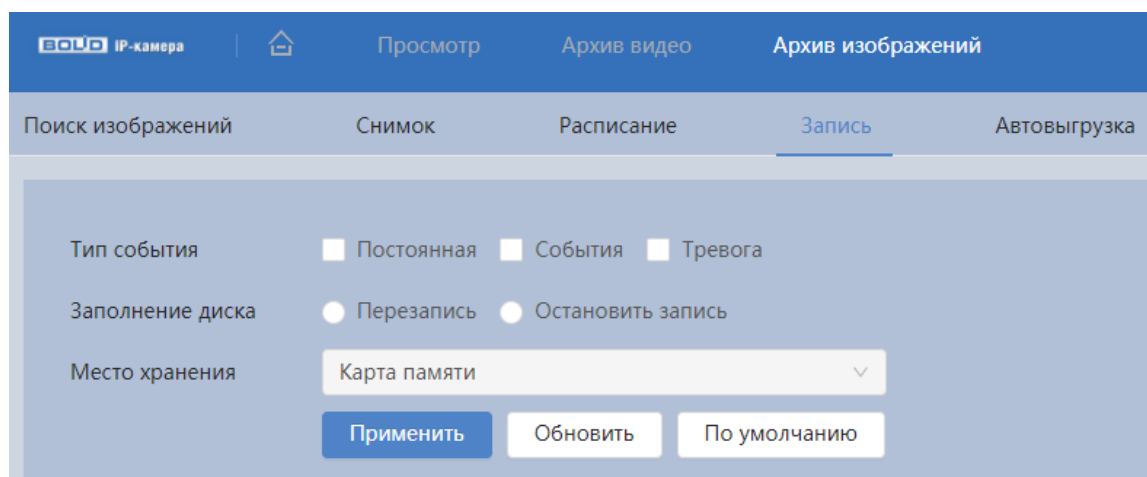 BOLID IP-камера Просмотр Архив видео Архив изображений
Поиск изображений Снимок Расписание Запись Автовыгрузка
Тип события Постоянная События Тревога
Заполнение диска Перезапись Остановить запись
Место хранения Карта памяти
Применить Обновить По умолчанию